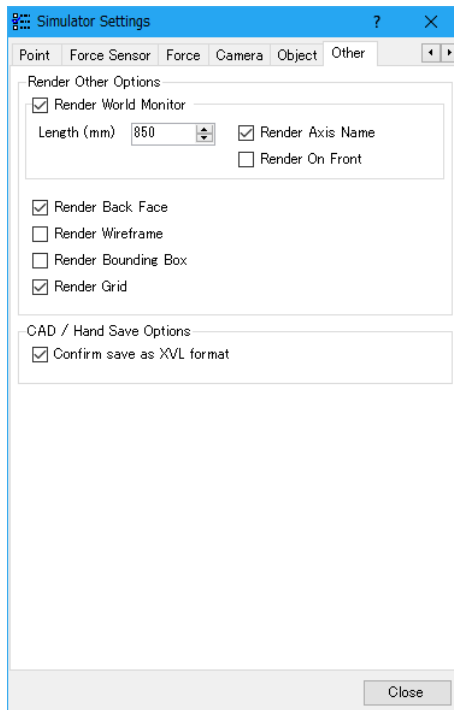 Simulator Settings ?
Point Force Sensor Force Camera Object Other
Render Other Options
Render World Monitor
Length (mm) 850 Render Axis Name
Render On Front
Render Back Face
Render Wireframe
Render Bounding Box
Render Grid
CAD / Hand Save Options
Confirm save as XVL format
Close